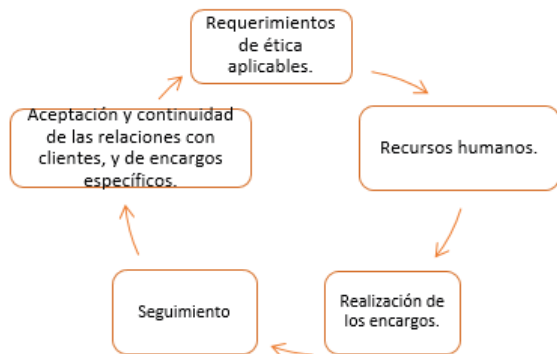 Requerimientos
de ética
aplicables.
Recursos humanos.
Realización de
los encargos.
Seguimiento
Aceptación y continuidad
de las relaciones con
clientes, y de encargos
específicos.